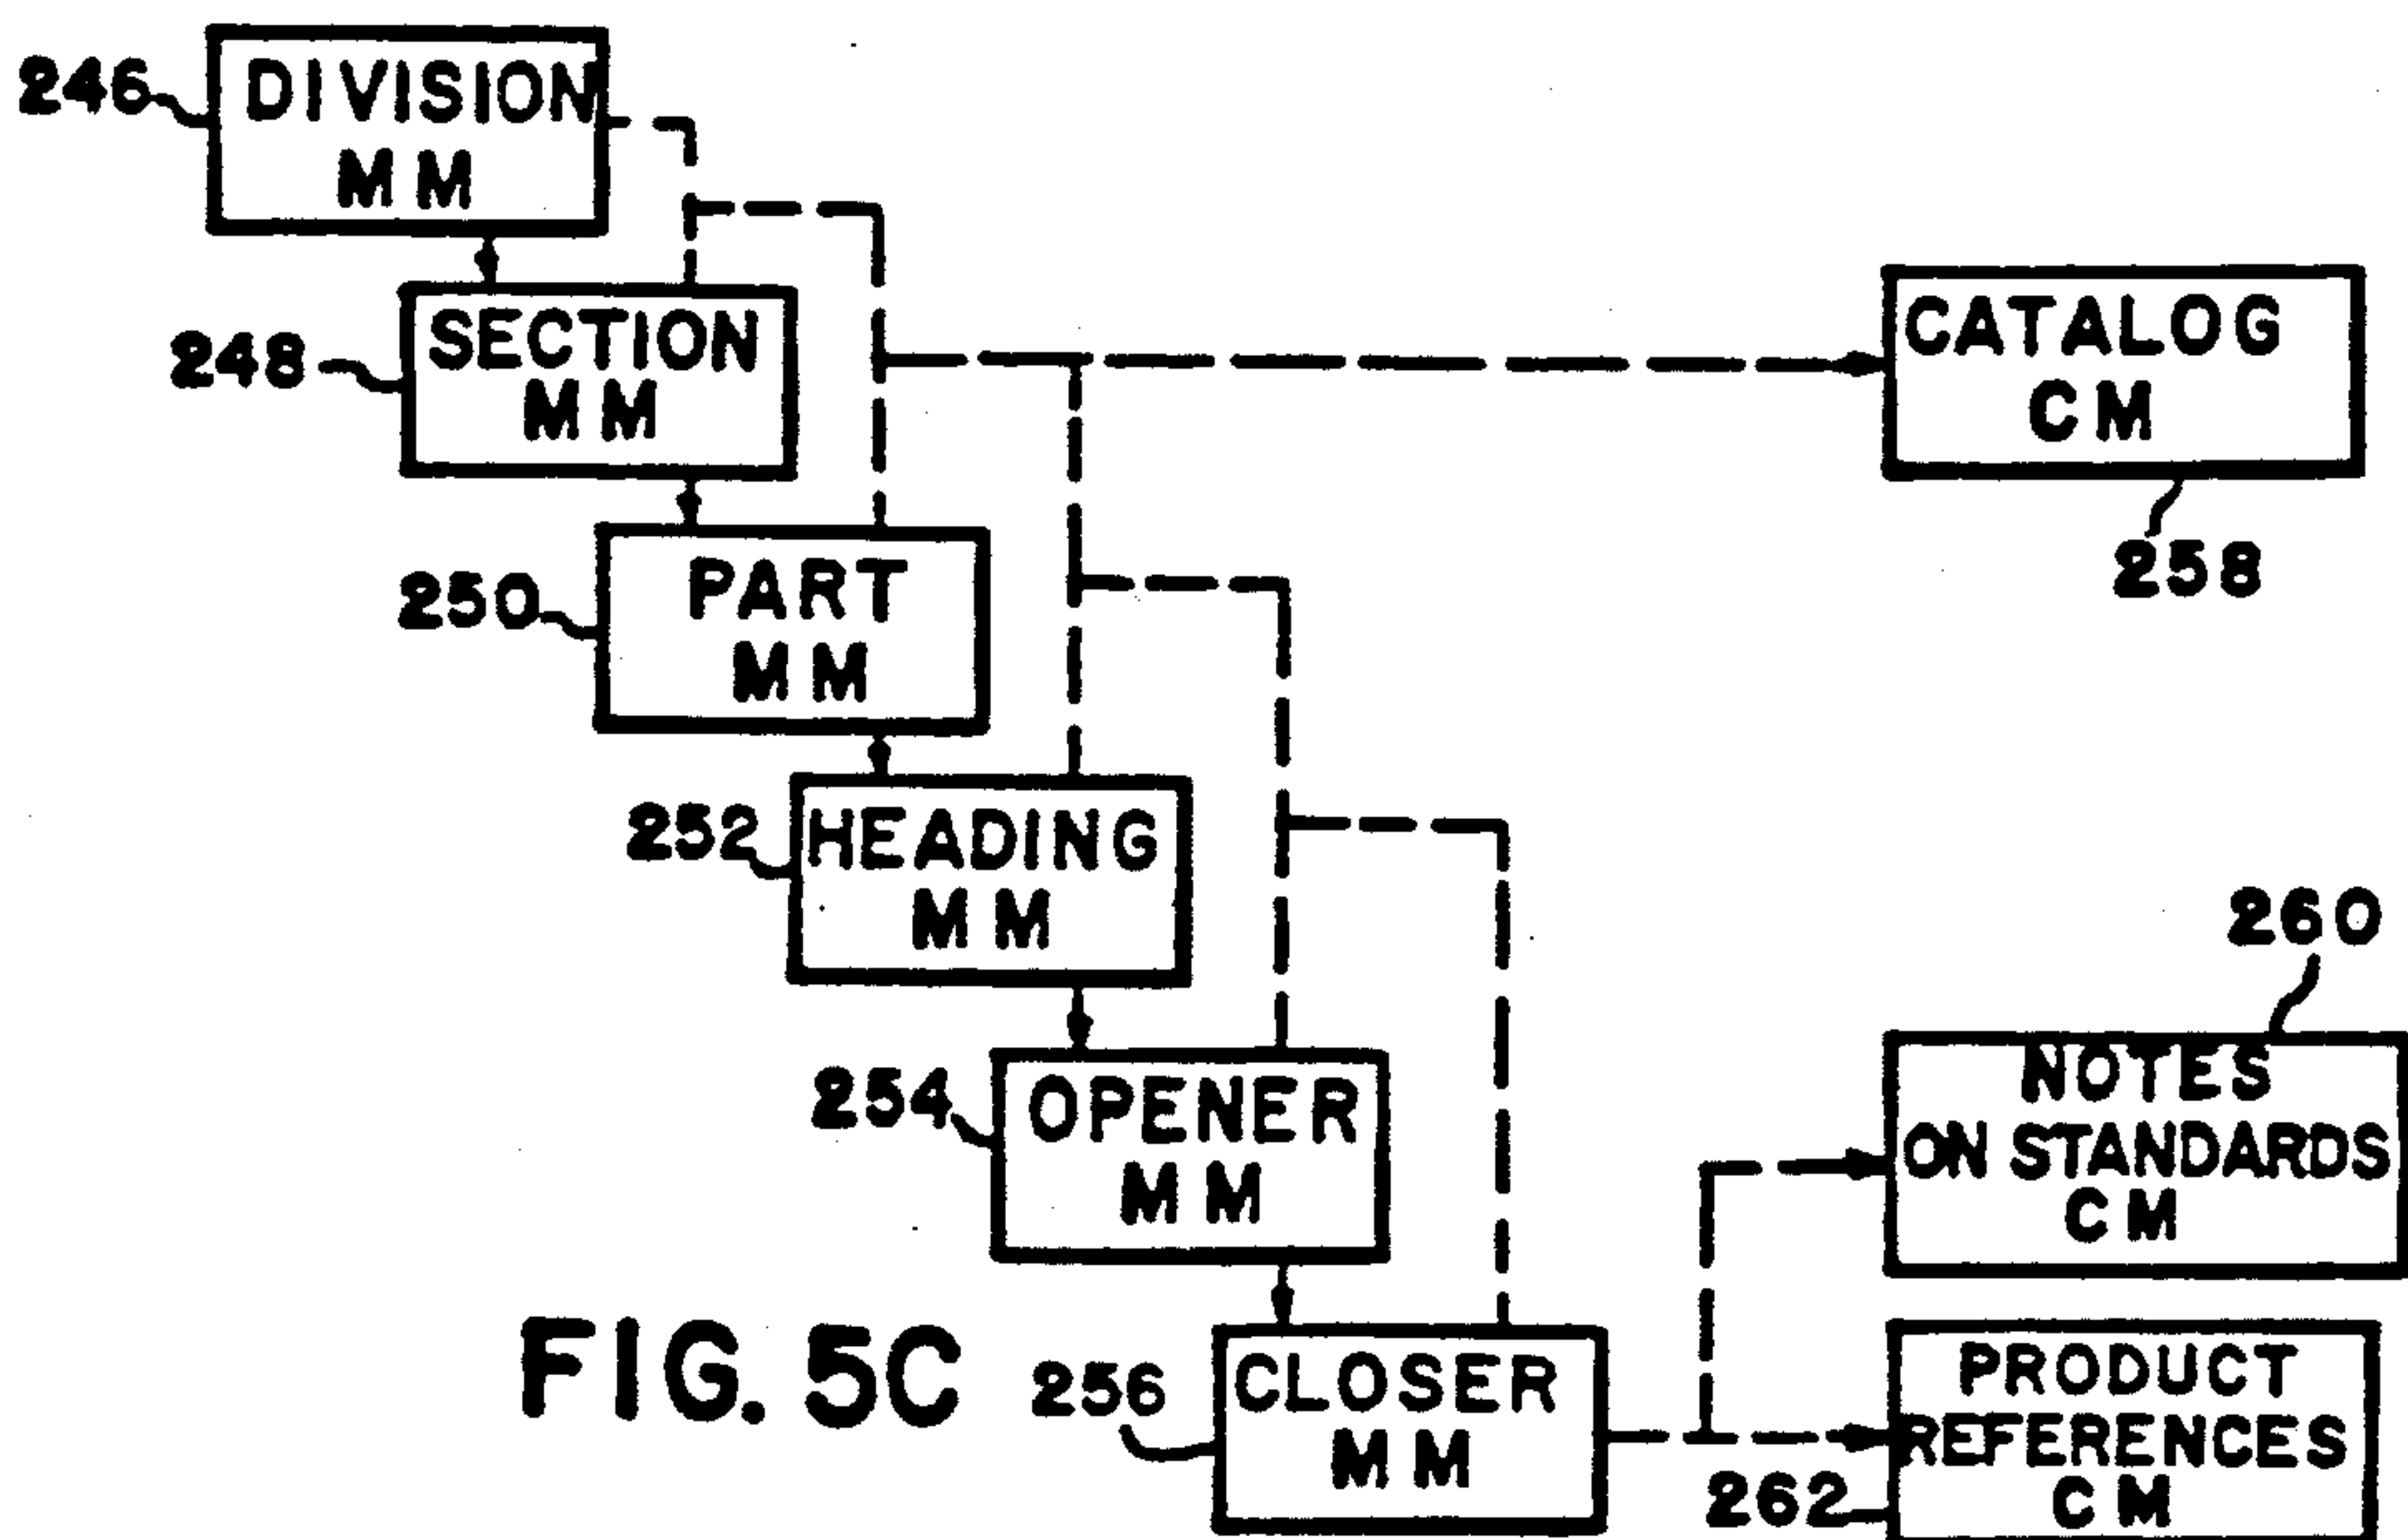 246
DIVISION
MM
248
SECTION
MM
CATALOG
CM
258
250
PART
MM
252
HEADING
MM
260
254
OPENER
MM
NOTES
ON STANDARDS
CM
FIG. 5C
256
CLOSER
MM
PRODUCT
REFERENCES
CM
262